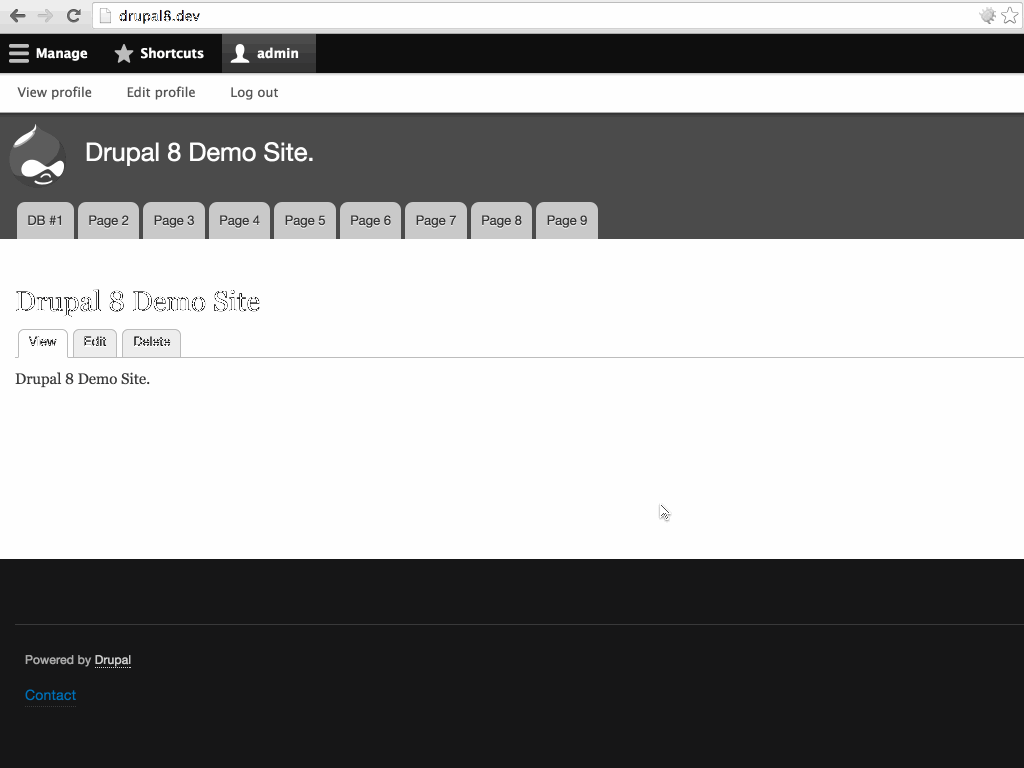 drupal8.dev
Manage Shortcuts admin
View profile Edit profile Log out
Drupal 8 Demo Site.
DB #1 Page 2 Page 3 Page 4 Page 5 Page 6 Page 7 Page 8 Page 9
Drupal 8 Demo Site
View Edit Delete
Drupal 8 Demo Site.
Powered by Drupal
Contact